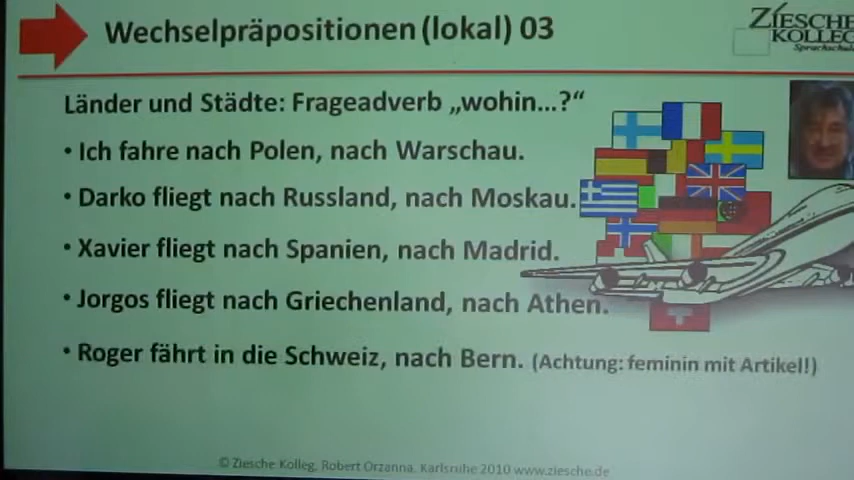 Wechselpräpositionen (lokal) 03
ZIESCHE
KOLLEG
Sprachschule
Länder und Städte: Frageadverb „wohin...?“
• Ich fahre nach Polen, nach Warschau.
• Darko fliegt nach Russland, nach Moskau.
• Xavier fliegt nach Spanien, nach Madrid.
• Jorgos fliegt nach Griechenland, nach Athen.
• Roger fährt in die Schweiz, nach Bern. (Achtung: feminin mit Artikel!)
© Ziesche Kolleg, Robert Orzanna, Karlsruhe 2010 www.ziesche.de